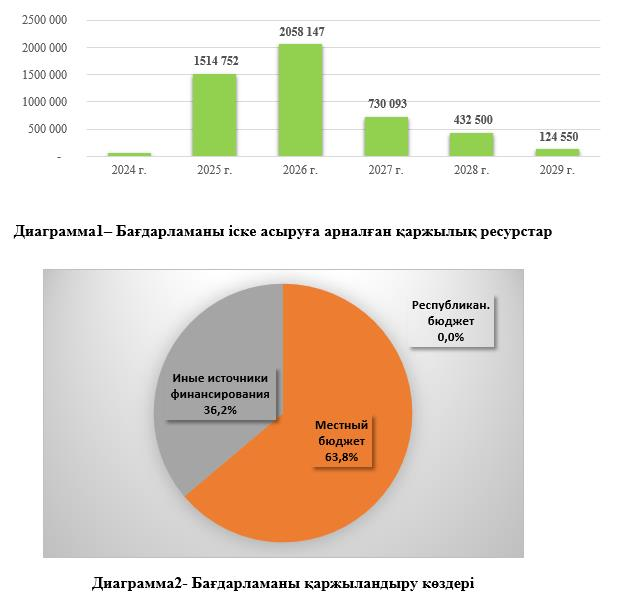 2500 000
2000 000
1500 000
1000 000
500 000
-
1514 752
2058 147
730 093
432 500
124 550
2024 г.
2025 г.
2026 г.
2027 г.
2028 г.
2029 г.
Диаграмма1– Бағдарламаны іске асыруға арналған қаржылық ресурстар
Республикан.
бюджет
0,0%
Иные источники
финансирования
36,2%
Местный
бюджет
63,8%
Диаграмма2- Бағдарламаны қаржыландыру көздері